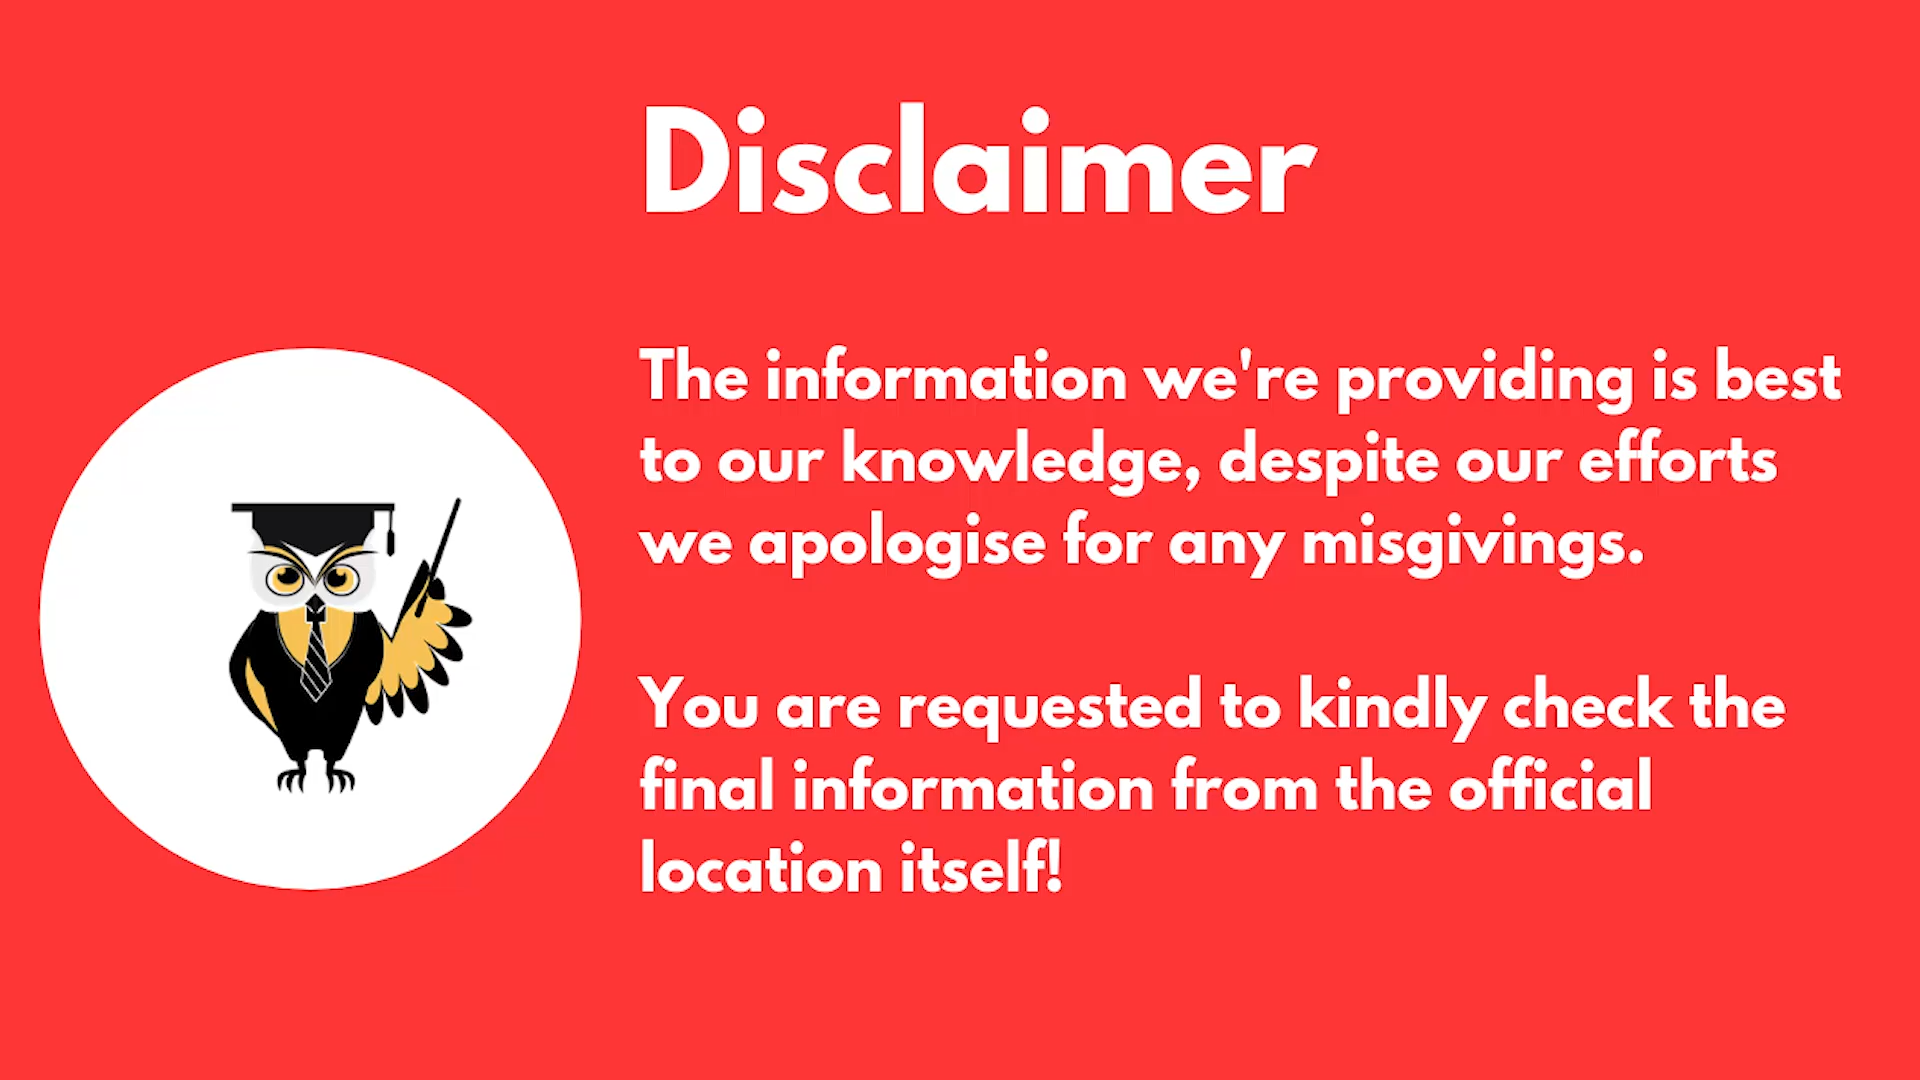 Disclaimer
The information we're providing is best
to our knowledge, despite our efforts
we apologise for any misgivings.
You are requested to kindly check the
final information from the official
location itself!